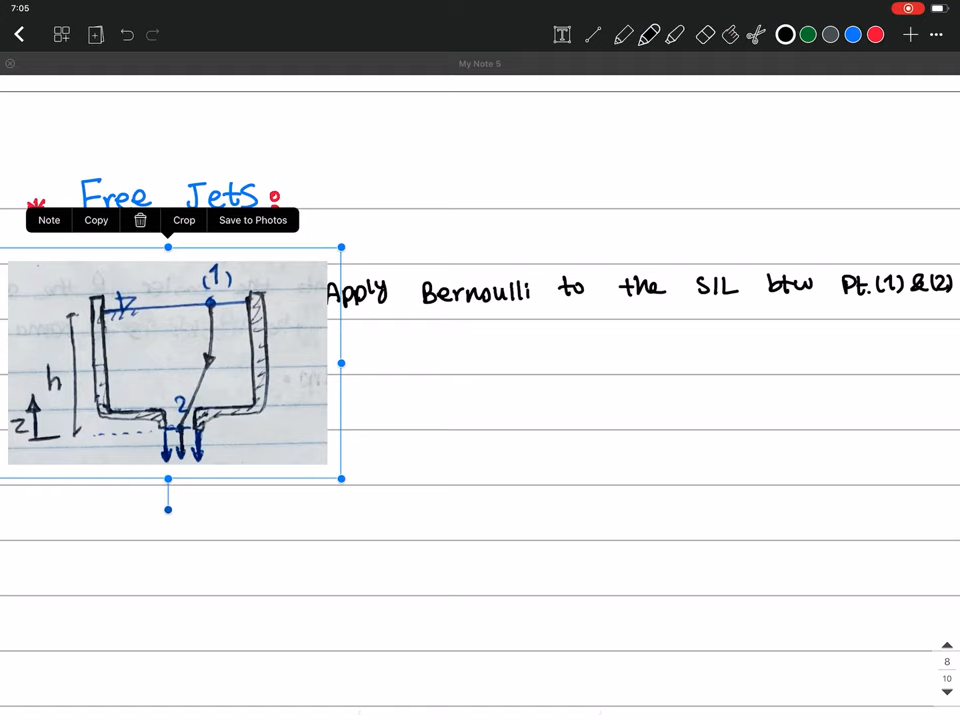 7:05
My Note 5
* Free Jets:
Note Copy Crop Save to Photos
Apply Bernoulli to the S/L btw Pt.(1) &(2)
(1)
h
2
z
8
10